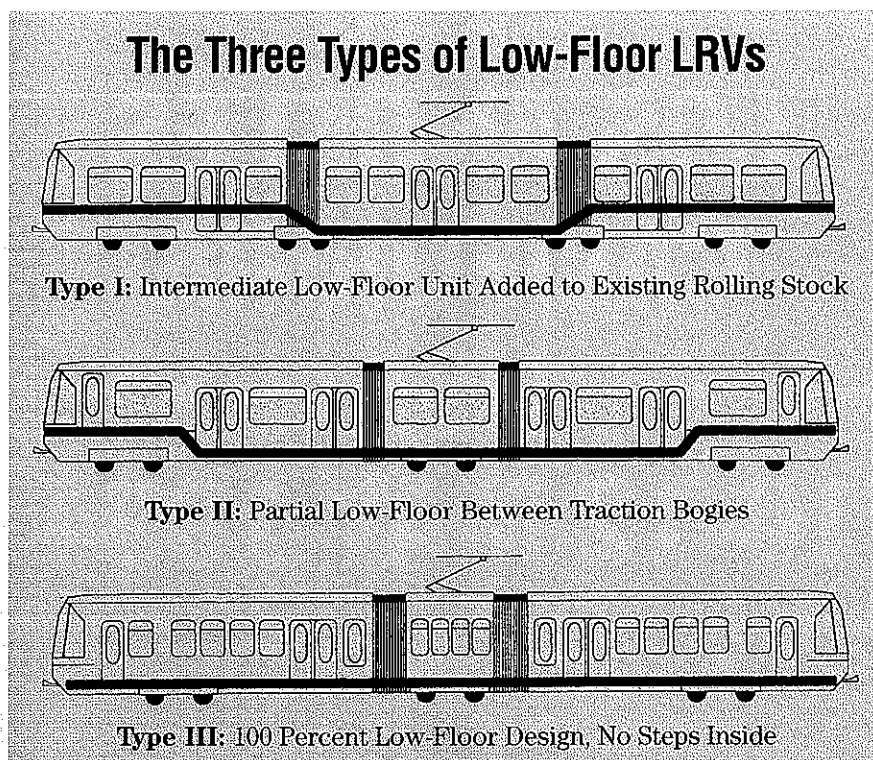 The Three Types of Low-Floor LRVs
Type I: Intermediate Low-Floor Unit Added to Existing Rolling Stock
Type II: Partial Low-Floor Between Traction Bogies
Type III: 100 Percent Low-Floor Design, No Steps Inside